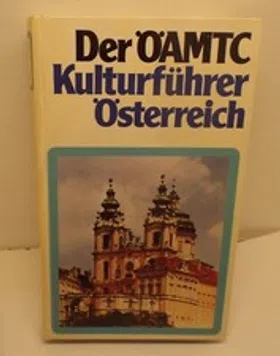 Der ÖAMTC
Kulturführer
Österreich